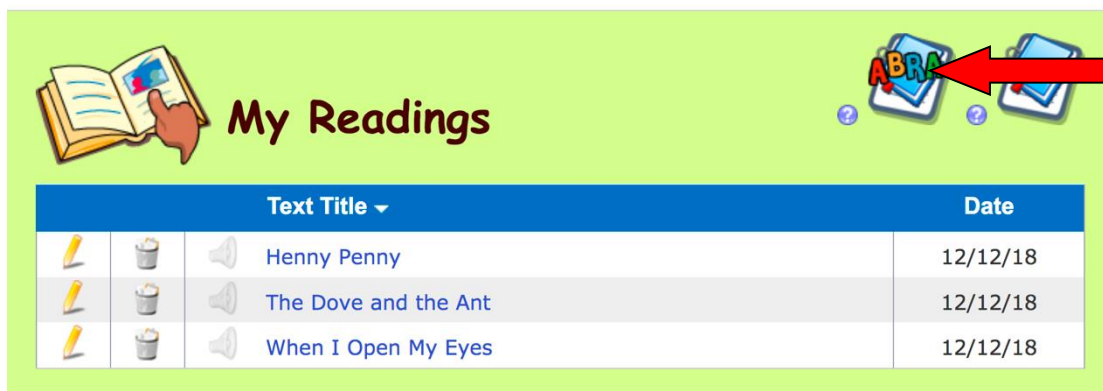 ABRA
? ?
My Readings
Text Title Date
Henny Penny 12/12/18
The Dove and the Ant 12/12/18
When I Open My Eyes 12/12/18